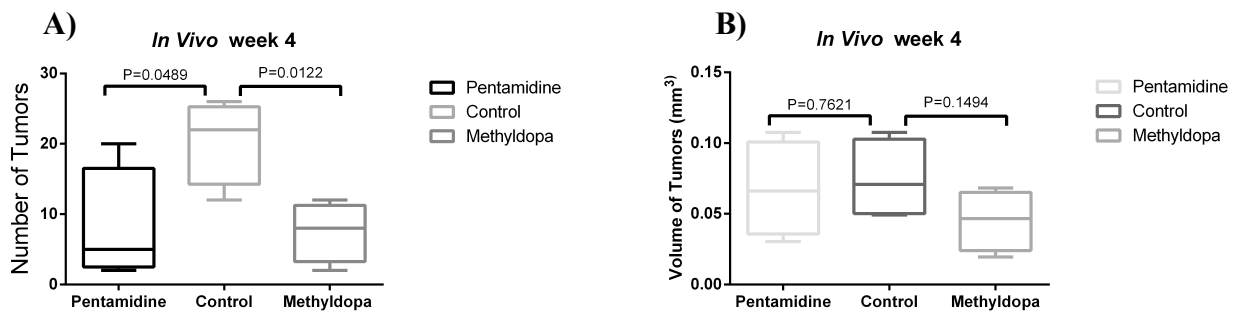 A)
In Vivo week 4
Number of Tumors
30
20
10
0
P=0.0489
P=0.0122
Pentamidine
Control
Methyldopa
Pentamidine
Control
Methyldopa
B)
In Vivo week 4
Volume of Tumors (mm³)
0.15
0.10
0.05
0.00
P=0.7621
P=0.1494
Pentamidine
Control
Methyldopa
Pentamidine
Control
Methyldopa